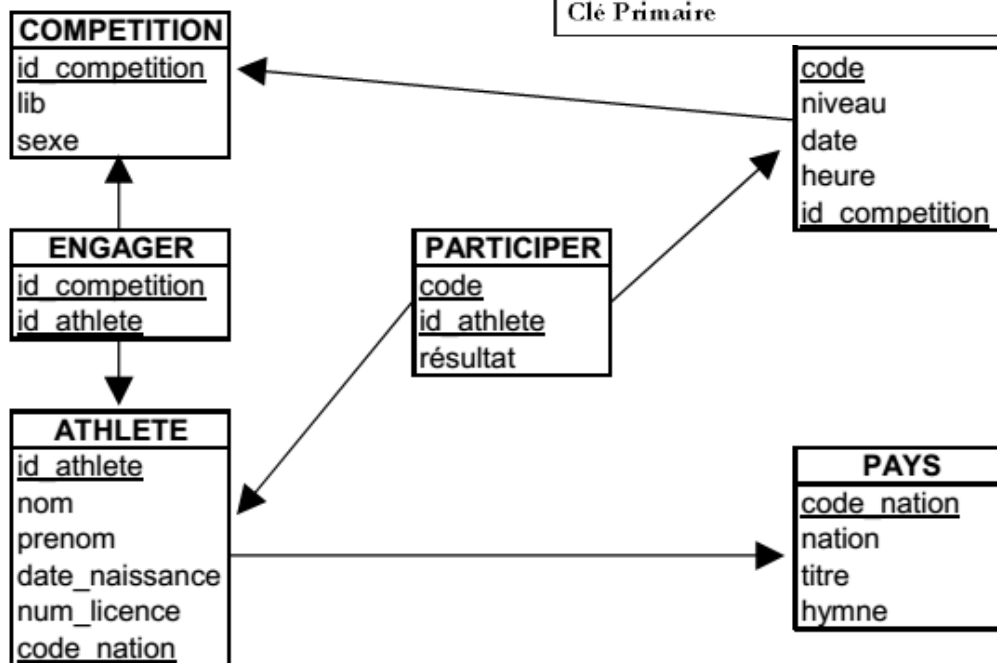 Clé Primaire
COMPETITION
id_competition
lib
sexe
code
niveau
date
heure
id_competition
ENGAGER
id_competition
id_athlete
PARTICIPER
code
id_athlete
résultat
ATHLETE
id_athlete
nom
prenom
date_naissance
num_licence
code_nation
PAYS
code_nation
nation
titre
hymne